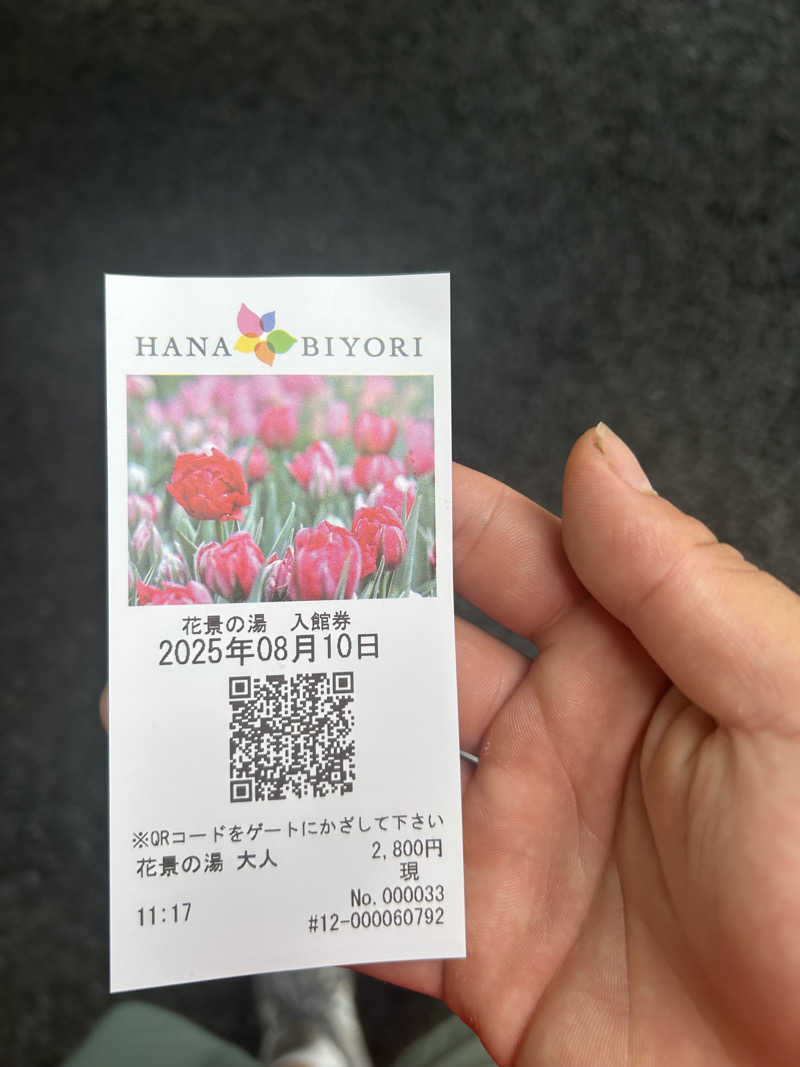 HANA BIYORI
花景の湯 入館券
2025年08月10日
※QRコードをゲートにかざして下さい
花景の湯 大人 2,800円
現
No.000033
11:17 #12-000060792